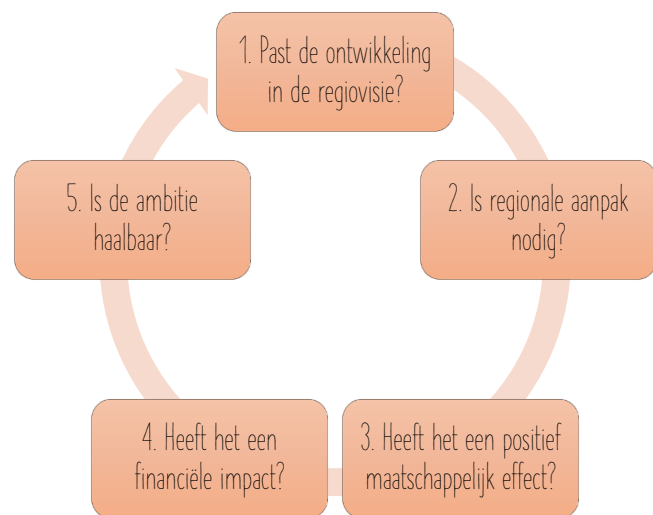 1. Past de ontwikkeling
in de regiovisie?
2. Is regionale aanpak
nodig?
3. Heeft het een positief
maatschappelijk effect?
4. Heeft het een
financiële impact?
5. Is de ambitie
haalbaar?